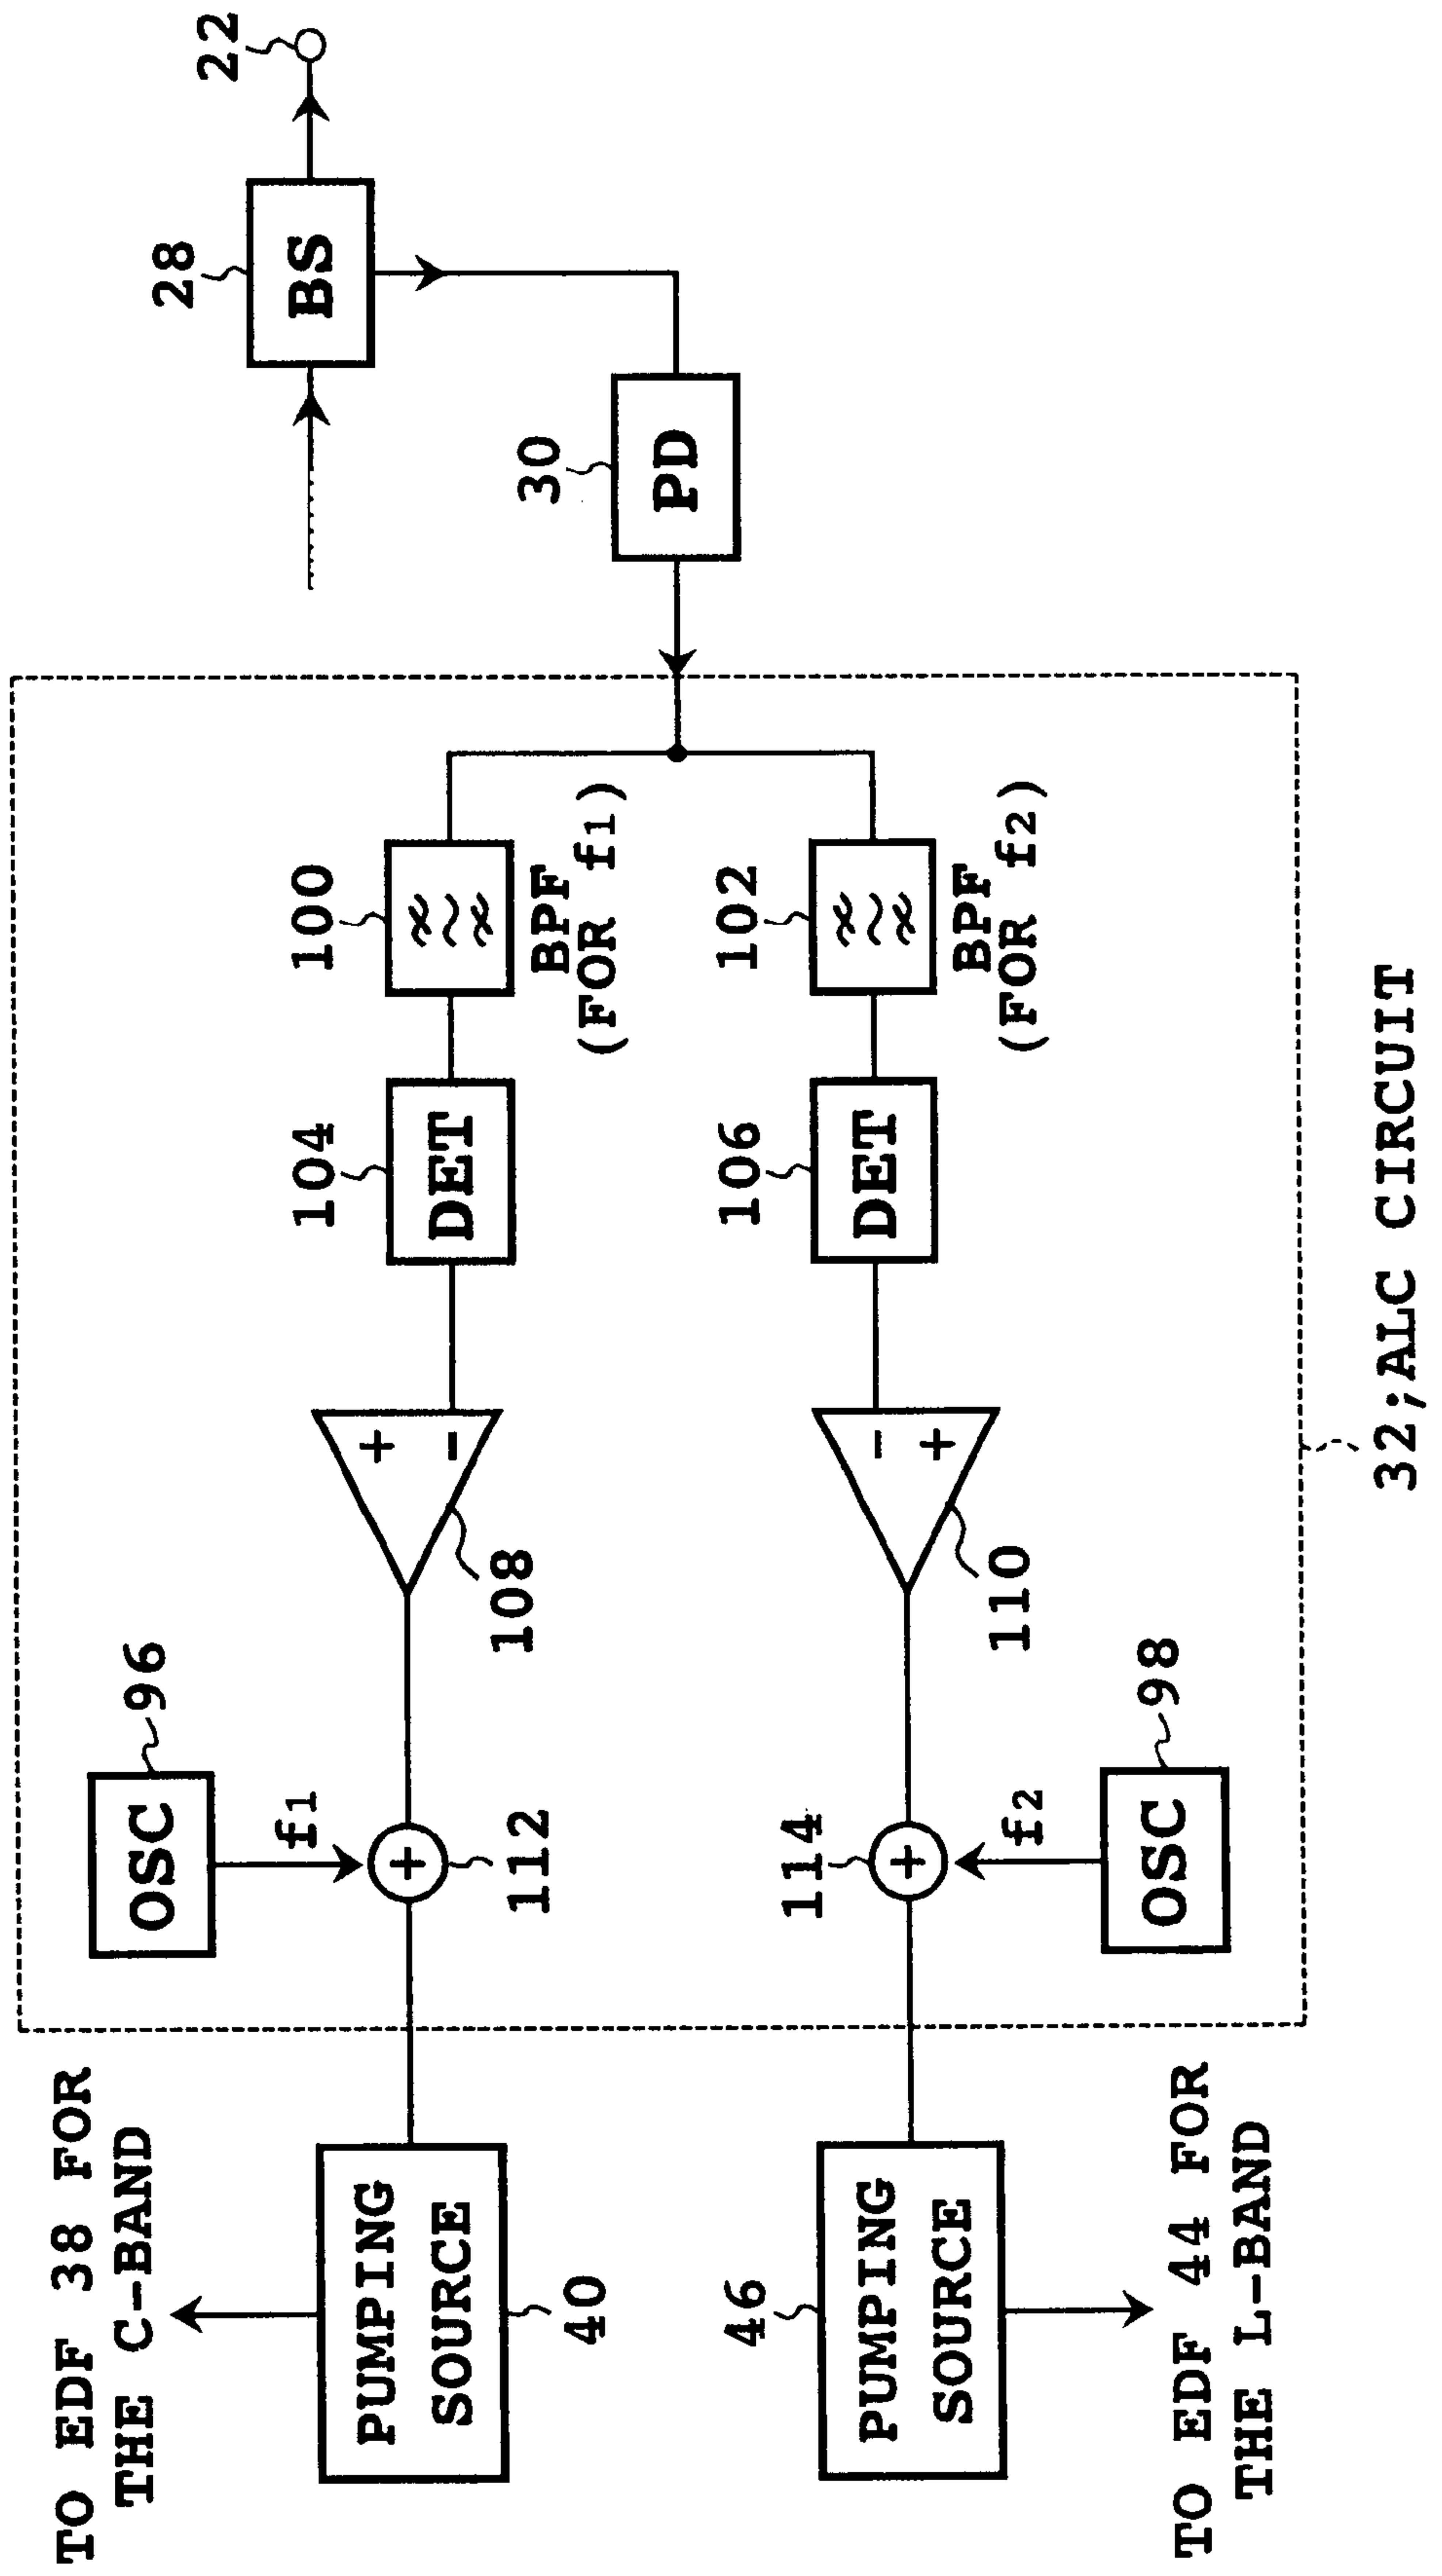 TO EDF 38 FOR
THE C-BAND
OSC
96
f1
PUMPING
SOURCE
40
+
112
+
-
108
104
DET
100
BPF
(FOR f1)
28
BS
22
30
PD
46
PUMPING
SOURCE
114
+
f2
OSC
98
-
+
110
106
DET
102
BPF
(FOR f2)
TO EDF 44 FOR
THE L-BAND
32;ALC CIRCUIT